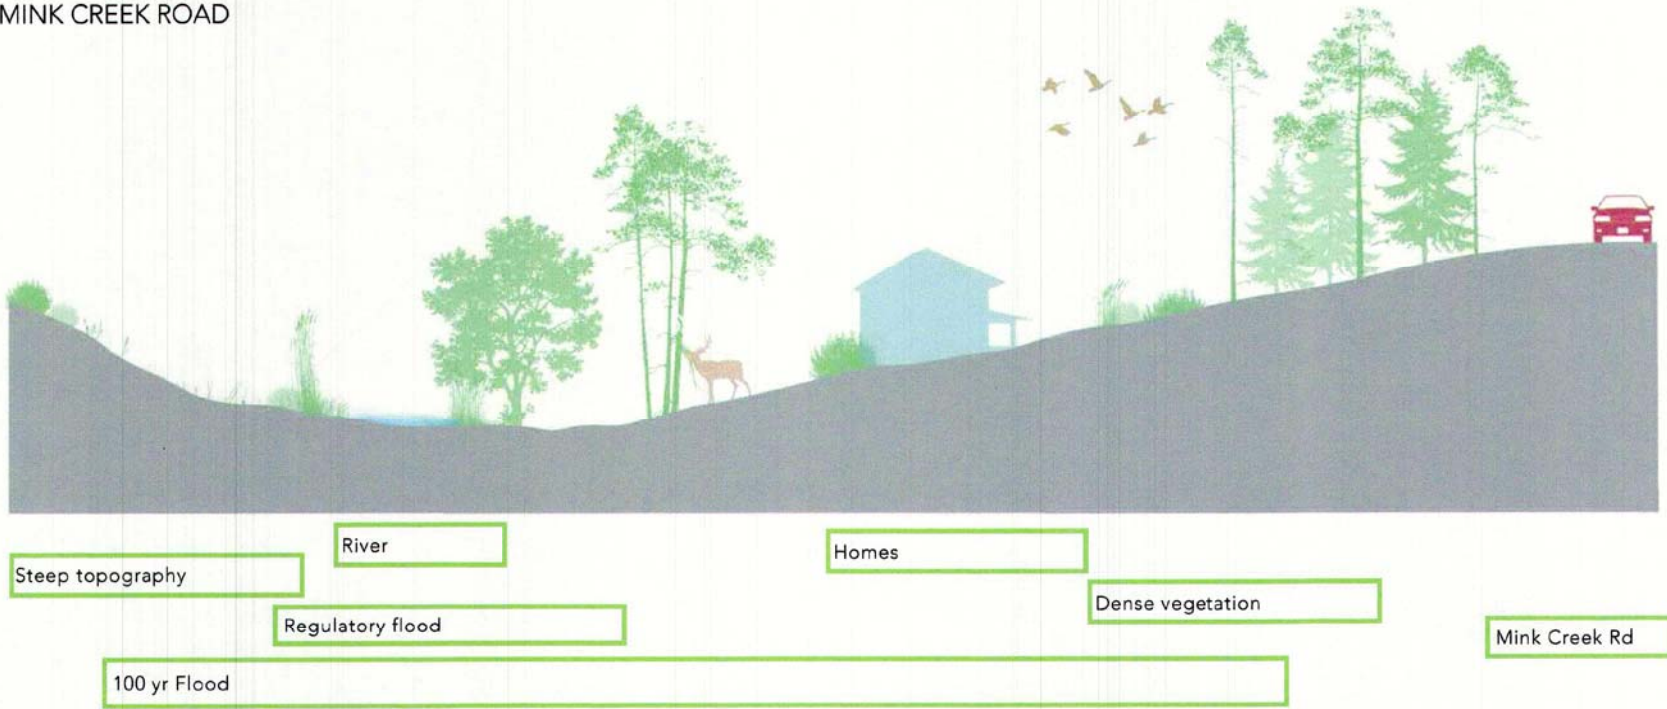 MINK CREEK ROAD
River
Homes
Steep topography
Dense vegetation
Regulatory flood
Mink Creek Rd
100 yr Flood